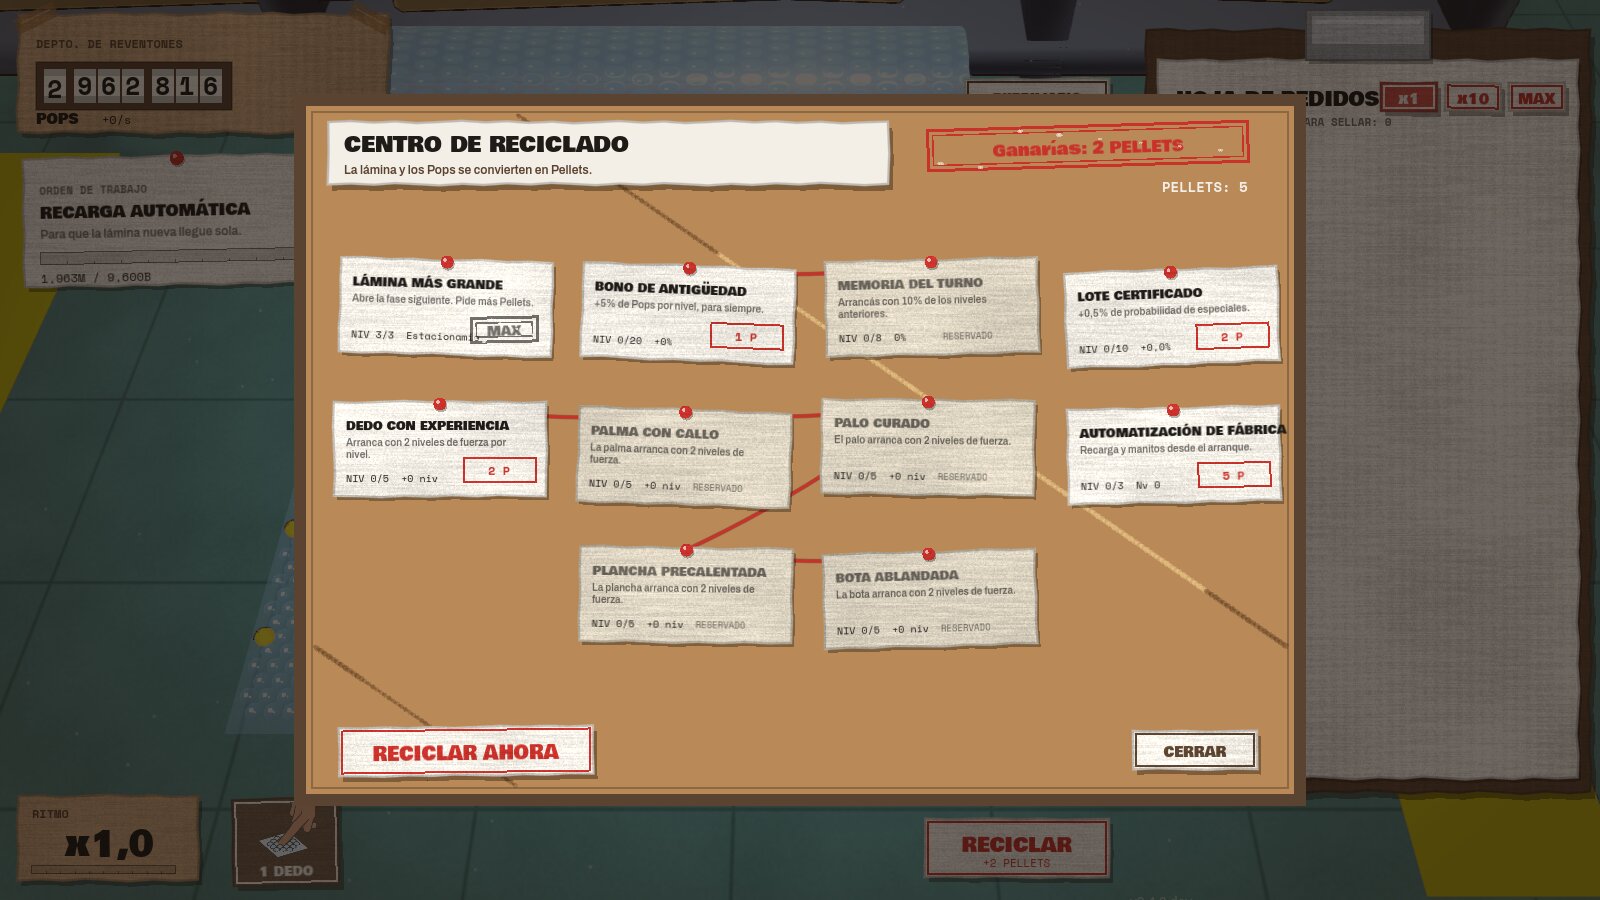 DEPTO. DE REVENTONES
2 962 816
POPS +0/s
ORDEN DE TRABAJO
RECARGA AUTOMÁTICA
Para que la lámina nueva llegue sola.
1.963M / 9,600B
HOJA DE PEDIDOS
x1 x10 MAX
ARA SELLAR: 0
CENTRO DE RECICLADO
La lámina y los Pops se convierten en Pellets.
Ganarías: 2 PELLETS
PELLETS: 5
LÁMINA MÁS GRANDE
Abre la fase siguiente. Pide más Pellets.
NIV 3/3 Estacionam
MAX
BONO DE ANTIGÜEDAD
+5% de Pops por nivel, para siempre.
NIV 0/20 +0%
1 P
MEMORIA DEL TURNO
Arrancás con 10% de los niveles
anteriores.
NIV 0/8 0% RESERVADO
LOTE CERTIFICADO
+0,5% de probabilidad de especiales.
NIV 0/10 +0,0%
2 P
DEDO CON EXPERIENCIA
Arranca con 2 niveles de fuerza por
nivel.
NIV 0/5 +0 niv
2 P
PALMA CON CALLO
La palma arranca con 2 niveles de
fuerza.
NIV 0/5 +0 niv RESERVADO
PALO CURADO
El palo arranca con 2 niveles de fuerza.
NIV 0/5 +0 niv RESERVADO
AUTOMATIZACIÓN DE FÁBRICA
Recarga y manitos desde el arranque.
NIV 0/3 Nv 0
5 P
PLANCHA PRECALENTADA
La plancha arranca con 2 niveles de
fuerza.
NIV 0/5 +0 niv RESERVADO
BOTA ABLANDADA
La bota arranca con 2 niveles de fuerza.
NIV 0/5 +0 niv RESERVADO
RECICLAR AHORA
CERRAR
RITMO
x1,0
1 DEDO
RECICLAR
+2 PELLETS